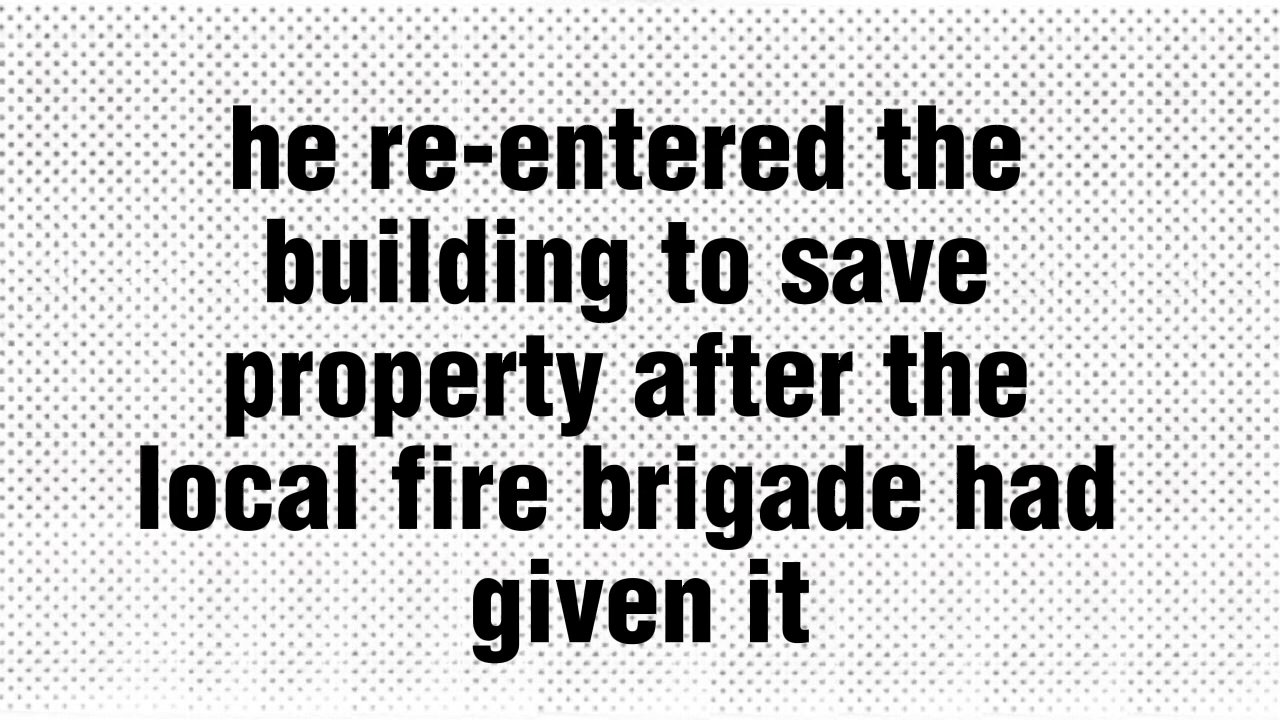 he re-entered the
building to save
property after the
local fire brigade had
given it